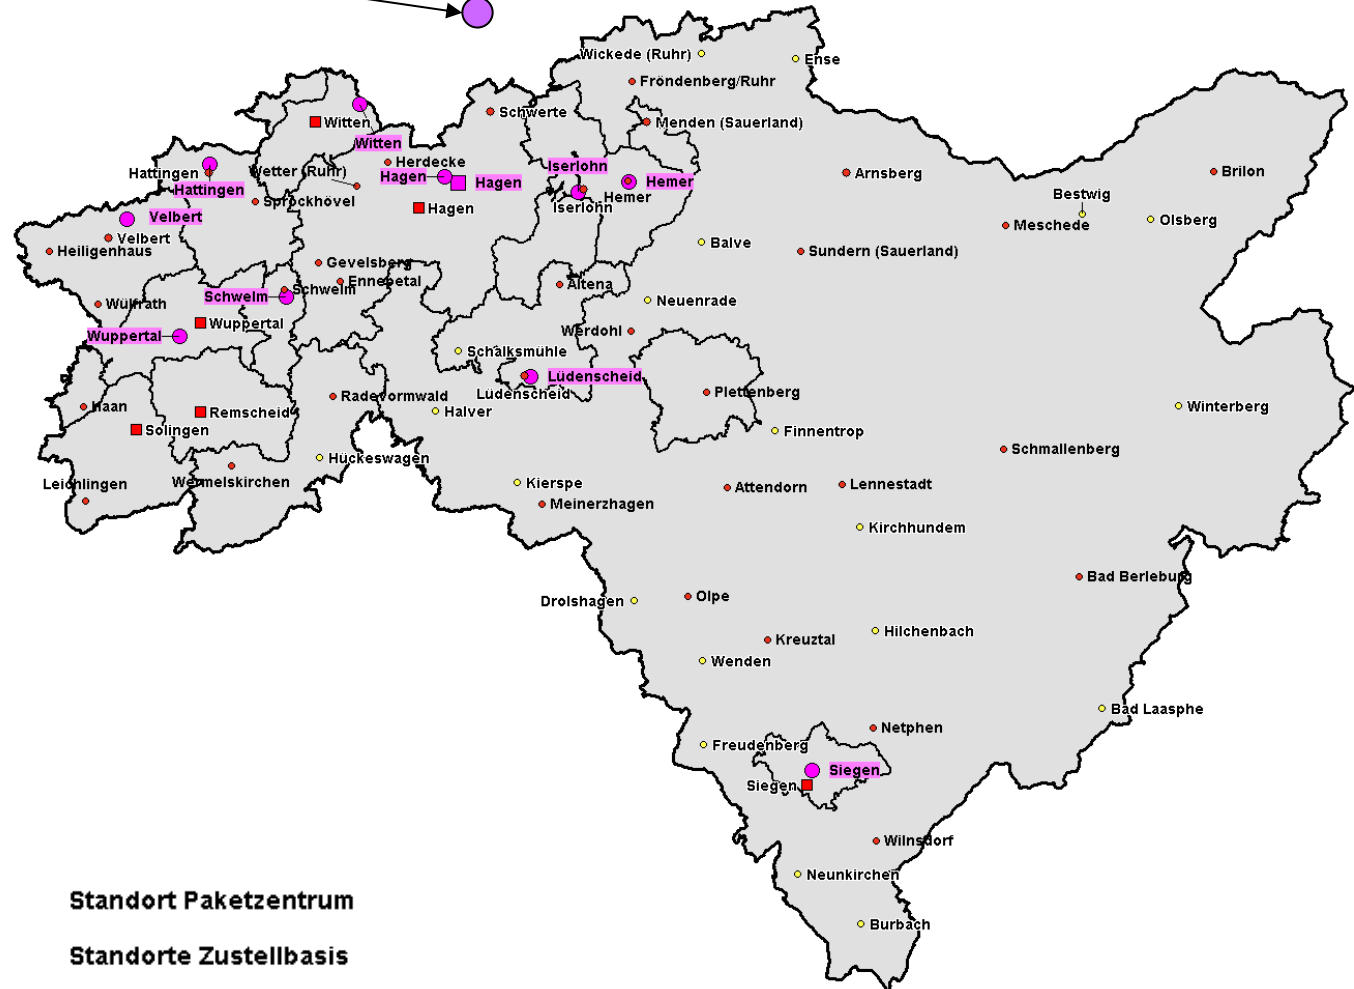 Wickede (Ruhr)
Ense
Fröndenberg/Ruhr
Schwerte
Menden (Sauerland)
Witten
Witten
Herdecke
Hattingen
Wetter (Ruhr)
Hagen
Hagen
Iserlohn
Hemer
Arnsberg
Brilon
Hattingen
Hemer
Bestwig
Sprockhövel
Iserlohn
Hagen
Velbert
Olsberg
Meschede
Velbert
Balve
Heiligenhaus
Sundern (Sauerland)
Gevelsberg
Ennepetal
Altena
Schwelm
Schwelm
Wülfrath
Neuenrade
Wuppertal
Werdohl
Wuppertal
Schalksmühle
Lüdenscheid
Lüdenscheid
Plettenberg
Radevormwald
Haan
Remscheid
Halver
Winterberg
Solingen
Finnentrop
Schmallenberg
Hückeswagen
Leichlingen
Wermelskirchen
Kierspe
Attendorn
Lennestadt
Meinerzhagen
Kirchhundem
Bad Berleburg
Drolshagen
Olpe
Hilchenbach
Kreuztal
Wenden
Bad Laasphe
Netphen
Freudenberg
Siegen
Siegen
Wilnsdorf
Neunkirchen
Standort Paketzentrum
Burbach
Standorte Zustellbasis